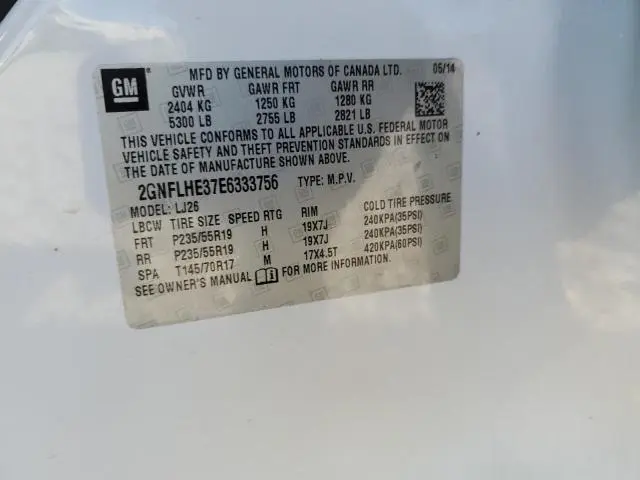 GM
MFD BY GENERAL MOTORS OF CANADA LTD. 05/14
GVWR GAWR FRT GAWR RR
2404 KG 1250 KG 1280 KG
5300 LB 2755 LB 2821 LB
THIS VEHICLE CONFORMS TO ALL APPLICABLE U.S. FEDERAL MOTOR
VEHICLE SAFETY AND THEFT PREVENTION STANDARDS IN EFFECT ON
THE DATE OF MANUFACTURE SHOWN ABOVE.
2GNFLHE37E6333756 TYPE: M.P.V.
MODEL: LJ26
LBCW TIRE SIZE SPEED RTG RIM COLD TIRE PRESSURE
FRT P235/55R19 H 19X7J 240KPA(35PSI)
RR P235/55R19 H 19X7J 240KPA(35PSI)
SPA T145/70R17 M 17X4.5T 420KPA(60PSI)
SEE OWNER'S MANUAL FOR MORE INFORMATION.